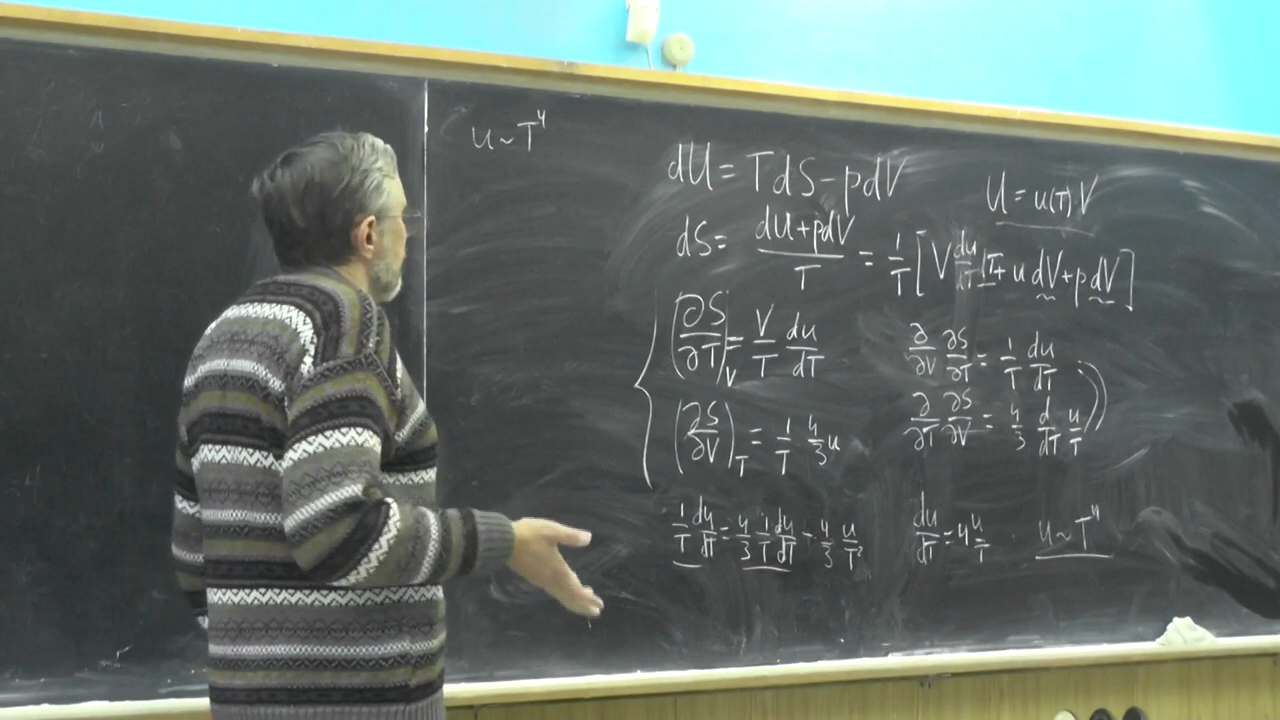 u ~ T⁴
dU = TdS − pdV
U = u(T)V
dS = (dU + pdV)/T = 1/T [V du/dT dT + u dV + p dV]
(∂S/∂T)_V = V/T du/dT
∂/∂V ∂S/∂T = 1/T du/dT
(∂S/∂V)_T = 1/T 4/3 u
∂/∂T ∂S/∂V = 4/3 d/dT u/T
1/T du/dT = 4/3 1/T du/dT − 4/3 u/T²
du/dT = 4 u/T
u ~ T⁴